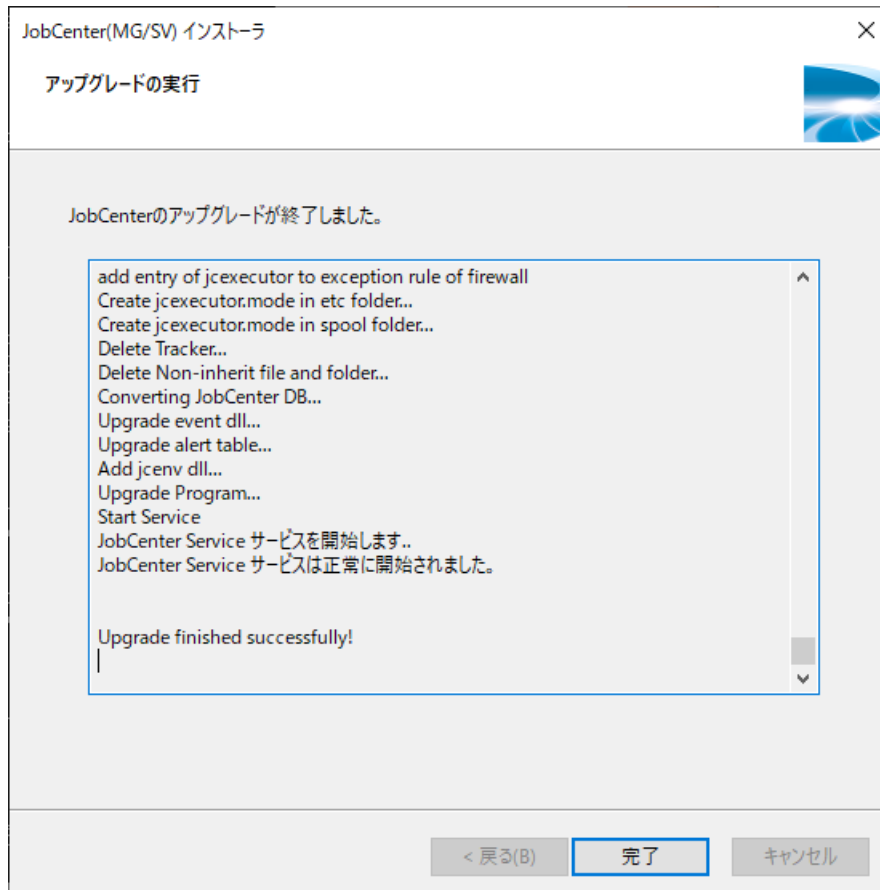 JobCenter(MG/SV) インストーラ
アップグレードの実行
JobCenterのアップグレードが終了しました。
add entry of jcexecutor to exception rule of firewall
Create jcexecutor.mode in etc folder...
Create jcexecutor.mode in spool folder...
Delete Tracker...
Delete Non-inherit file and folder...
Converting JobCenter DB...
Upgrade event dll...
Upgrade alert table...
Add jcenv dll...
Upgrade Program...
Start Service
JobCenter Service サービスを開始します..
JobCenter Service サービスは正常に開始されました。
Upgrade finished successfully!
< 戻る(B) 完了 キャンセル